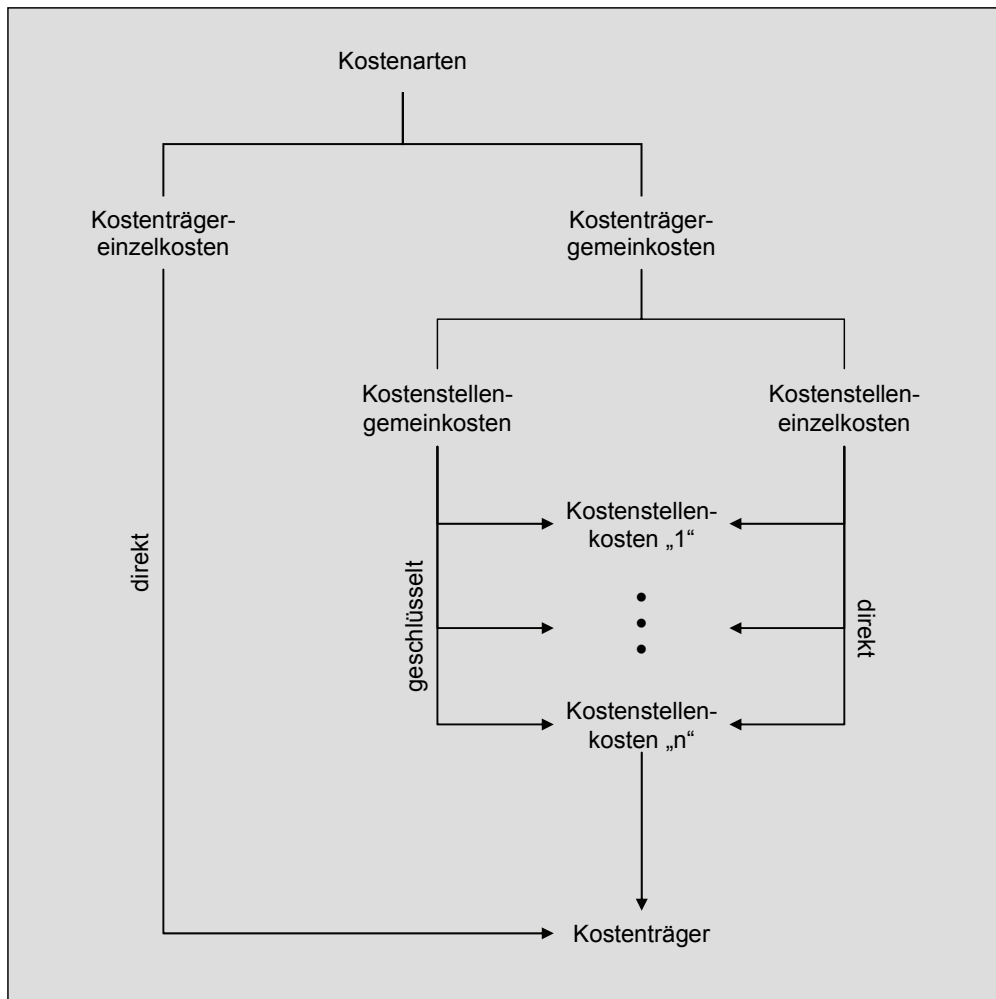 Kostenarten
Kostenträger-
einzelkosten
Kostenträger-
gemeinkosten
Kostenstellen-
gemeinkosten
Kostenstellen-
einzelkosten
direkt
geschlüsselt
Kostenstellen-
kosten „1“
direkt
Kostenstellen-
kosten „n“
Kostenträger